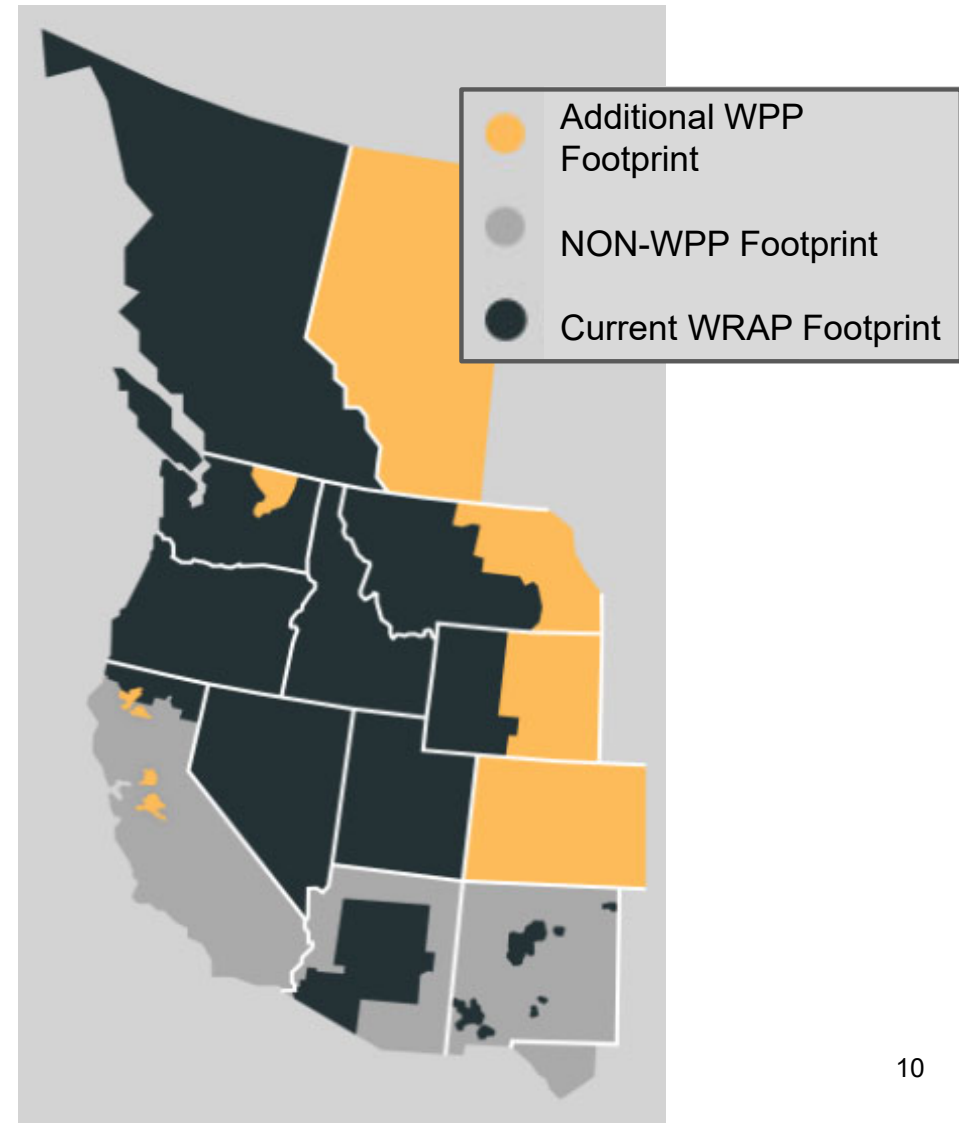 Additional WPP
Footprint
NON-WPP Footprint
Current WRAP Footprint
10